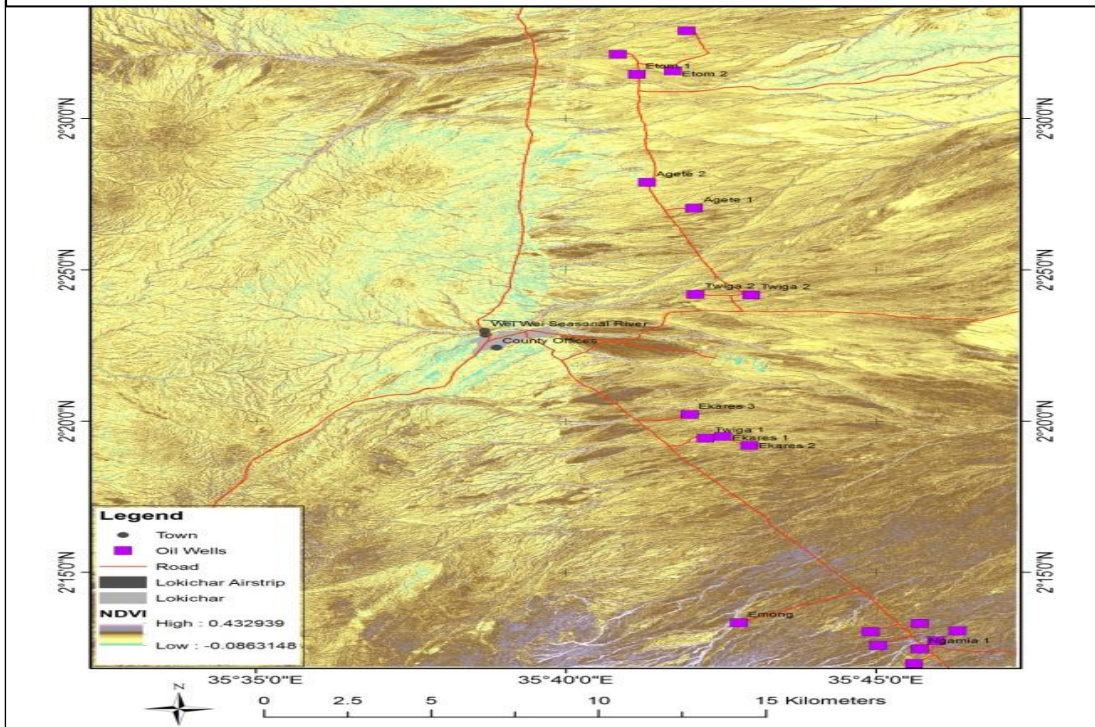 Etom 1
Etom 2
2°30'0"N
2°30'0"N
Agete 2
Agete 1
2°25'0"N
2°25'0"N
Twiga 2
Twiga 2
Wei Wei Seasonal River
County Offices
Ekares 3
2°20'0"N
2°20'0"N
Twiga 1
Ekares 1
Ekares 2
Legend
Town
Oil Wells
Road
Lokichar Airstrip
Lokichar
NDVI
High : 0.432939
Low : -0.0863148
2°15'0"N
2°15'0"N
Emong
Ngamia 1
35°35'0"E
35°40'0"E
35°45'0"E
N
0 2.5 5 10 15 Kilometers